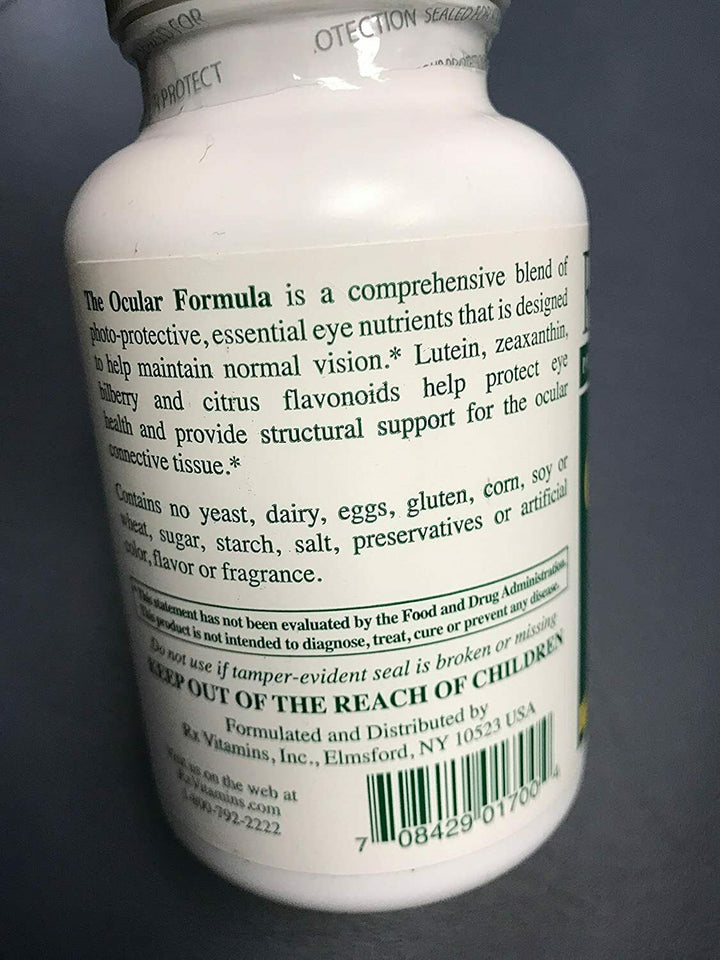 OTECTION SEALED FOR
PROTECT
The Ocular Formula is a comprehensive blend of
photo-protective, essential eye nutrients that is designed
to help maintain normal vision.* Lutein, zeaxanthin,
bilberry and citrus flavonoids help protect eye
health and provide structural support for the ocular
connective tissue.*
Contains no yeast, dairy, eggs, gluten, corn, soy or
wheat, sugar, starch, salt, preservatives or artificial
color, flavor or fragrance.
*This statement has not been evaluated by the Food and Drug Administration.
This product is not intended to diagnose, treat, cure or prevent any disease.
Do not use if tamper-evident seal is broken or missing
KEEP OUT OF THE REACH OF CHILDREN
Formulated and Distributed by
Rx Vitamins, Inc., Elmsford, NY 10523 USA
Visit us on the web at
RxVitamins.com
1-800-792-2222
7 08429 01700 4